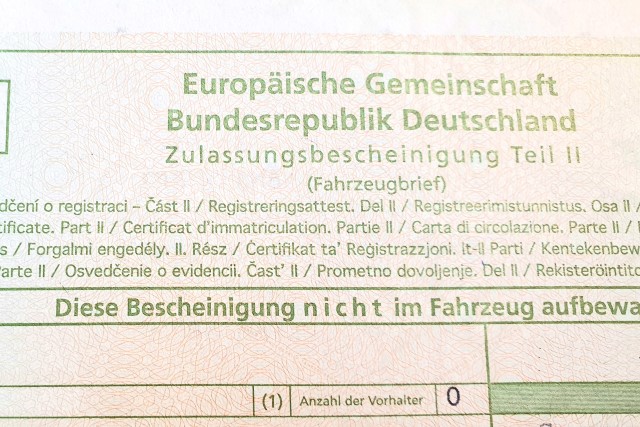 Europäische Gemeinschaft
Bundesrepublik Deutschland
Zulassungsbescheinigung Teil II
(Fahrzeugbrief)
dčení o registraci – Část II / Registreringsattest. Del II / Registreerimistunnistus. Osa II /
tificate. Part II / Certificat d'immatriculation. Partie II / Carta di circolazione. Parte II /
s / Forgalmi engedély. II. Rész / Ċertifikat ta' Reġistrazzjoni. It-II Parti / Kentekenbew
Parte II / Osvedčenie o evidencii. Časť II / Prometno dovoljenje. Del II / Rekisteröintito
Diese Bescheinigung nicht im Fahrzeug aufbewa
(1) Anzahl der Vorhalter 0